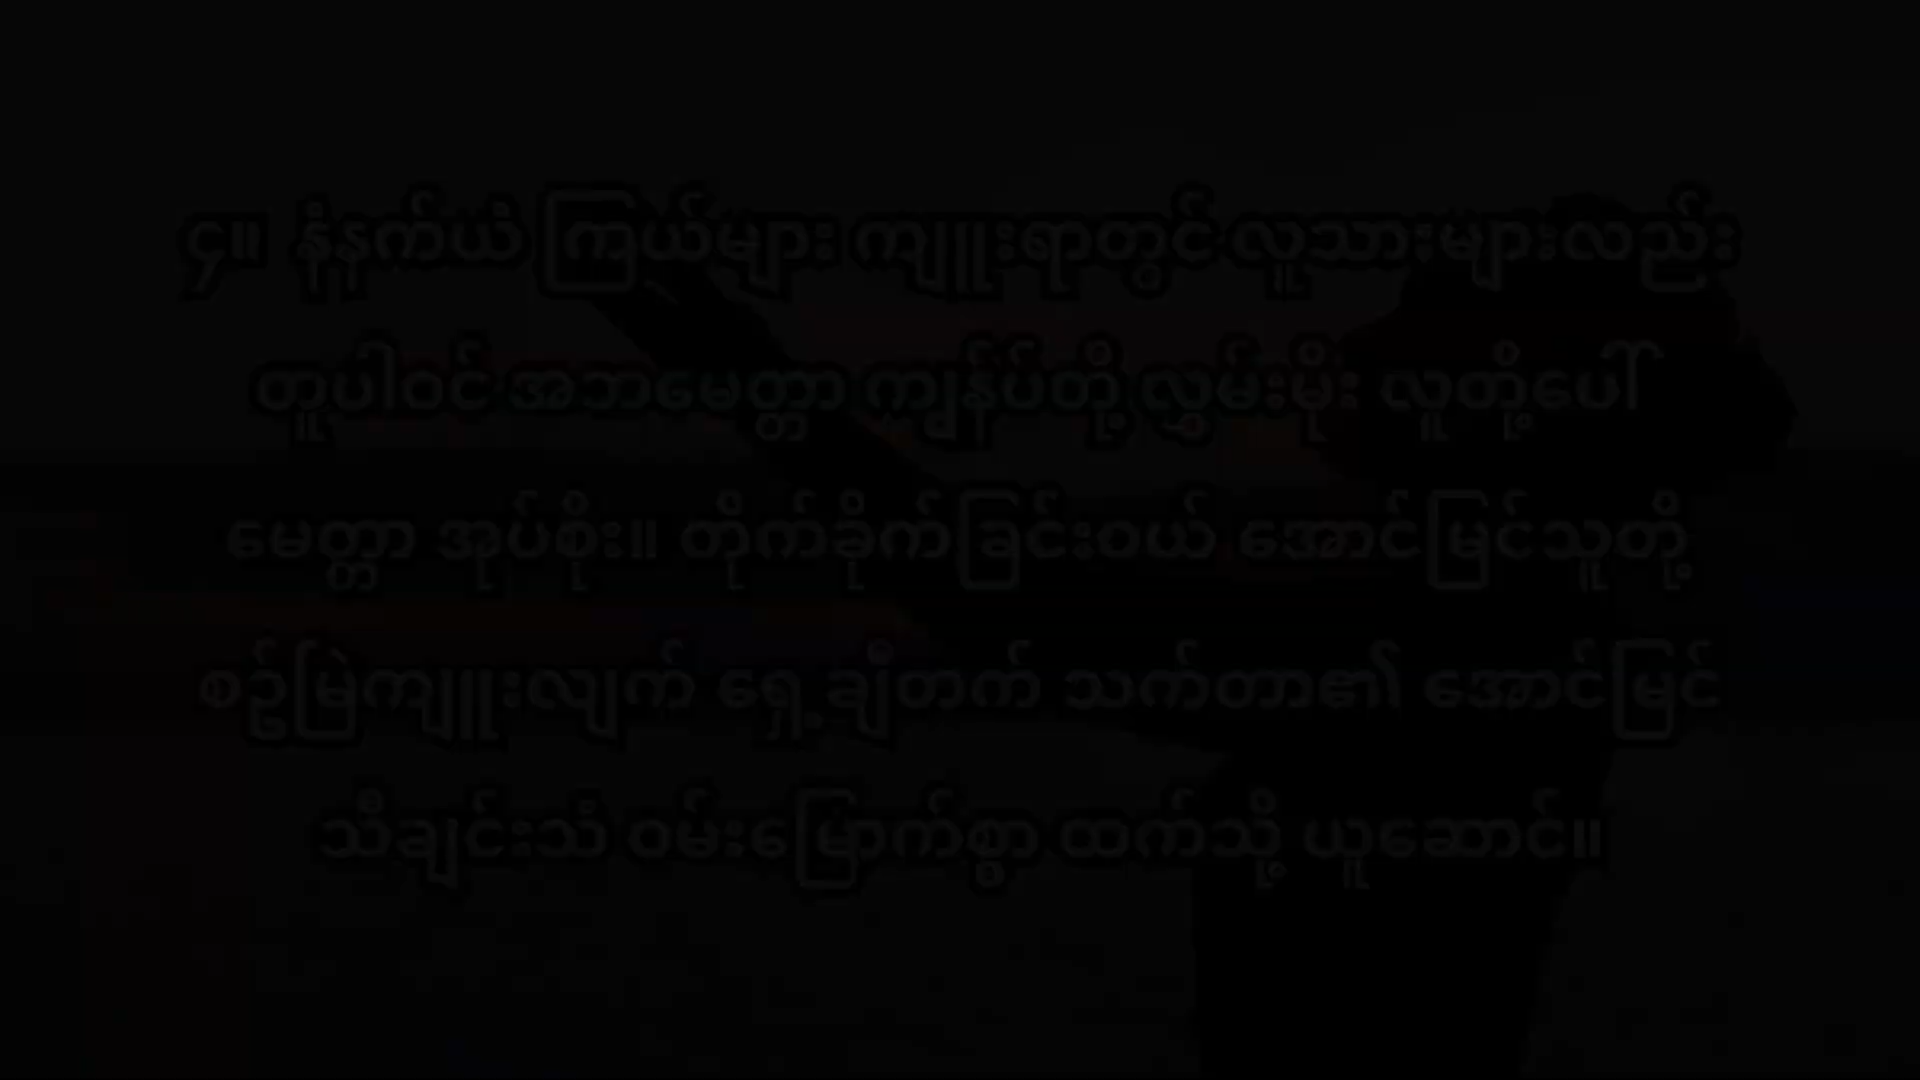 ၄။ နံနက်ယံ ကြယ်များ ကျူးရာတွင် လူသားများလည်း
တူပါဝင် အဘမေတ္တာ ကျွန်ုပ်တို့ လွှမ်းမိုး လူတို့ပေါ်
မေတ္တာ အုပ်စိုး။ တိုက်ခိုက်ခြင်းဝယ် အောင်မြင်သူတို့
စဉ်မြဲကျူးလျက် ရှေ့ချီတက် သက်တာ၏ အောင်မြင်
သီချင်းသံ ဝမ်းမြောက်စွာ ထက်သို့ ယူဆောင်။